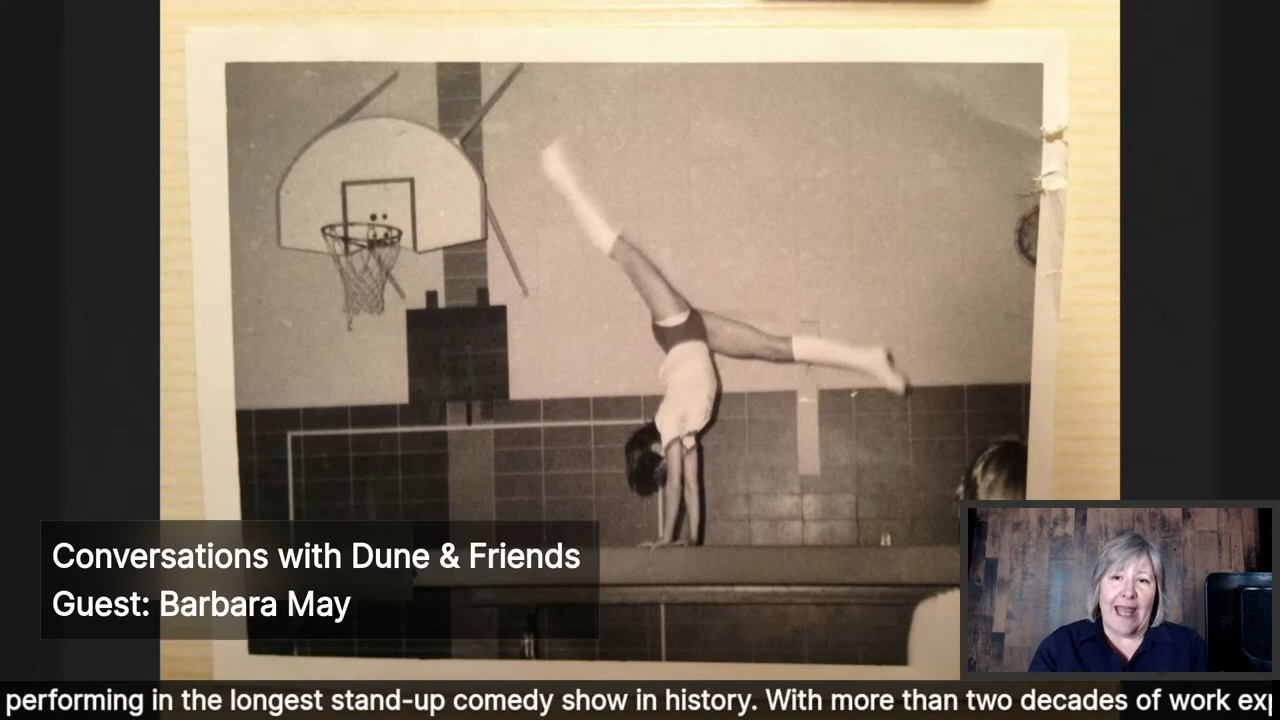 Conversations with Dune & Friends
Guest: Barbara May
performing in the longest stand-up comedy show in history. With more than two decades of work